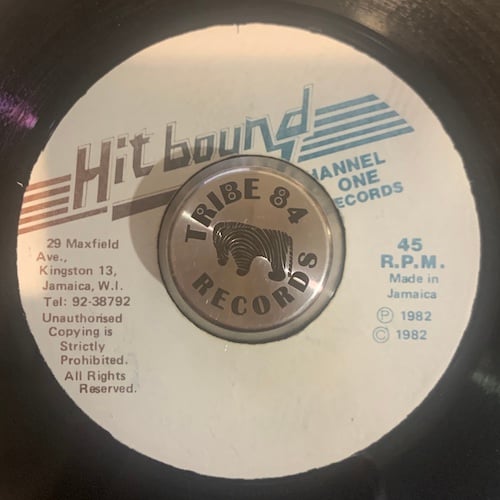 Hit bound
HANNEL
ONE
ECORDS
TRIBE 84
RECORDS
29 Maxfield
Ave.,
Kingston 13,
Jamaica, W.I.
Tel: 92-38792
Unauthorised
Copying is
Strictly
Prohibited.
All Rights
Reserved.
45
R.P.M.
Made in
Jamaica
℗ 1982
© 1982